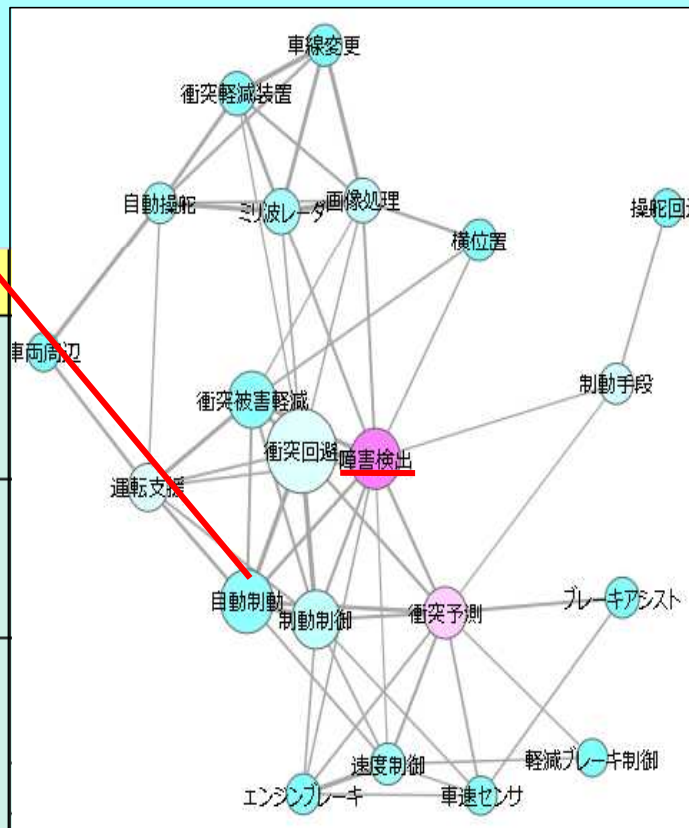 車線変更
衝突軽減装置
自動操舵
ミリ波レーダ
画像処理
操舵回
横位置
車両周辺
制動手段
衝突被害軽減
衝突回避
障害検出
運転支援
自動制動
制動制御
衝突予測
ブレーキアシスト
速度制御
軽減ブレーキ制御
エンジンブレーキ
車速センサ